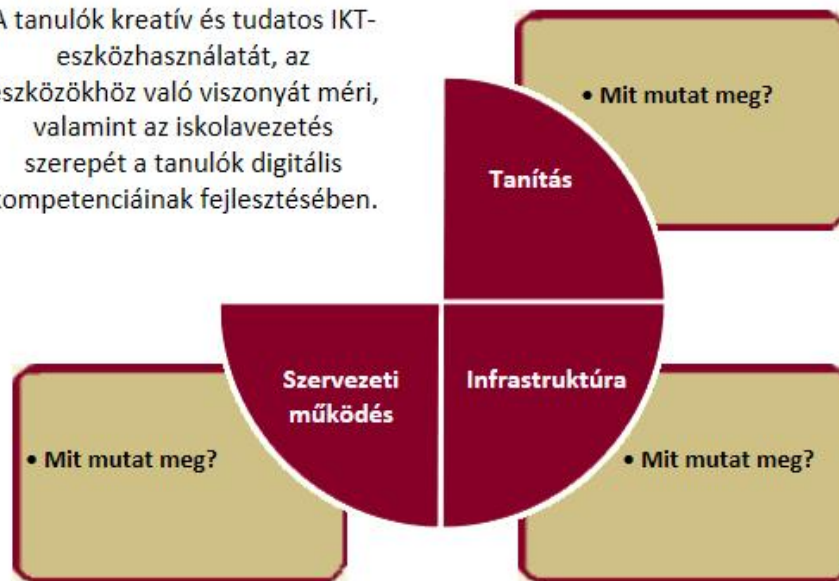 A tanulók kreatív és tudatos IKT-
eszközhasználatát, az
eszközökhöz való viszonyát méri,
valamint az iskolavezetés
szerepét a tanulók digitális
kompetenciáinak fejlesztésében.
• Mit mutat meg?
Tanítás
Szervezeti
működés
Infrastruktúra
• Mit mutat meg?
• Mit mutat meg?